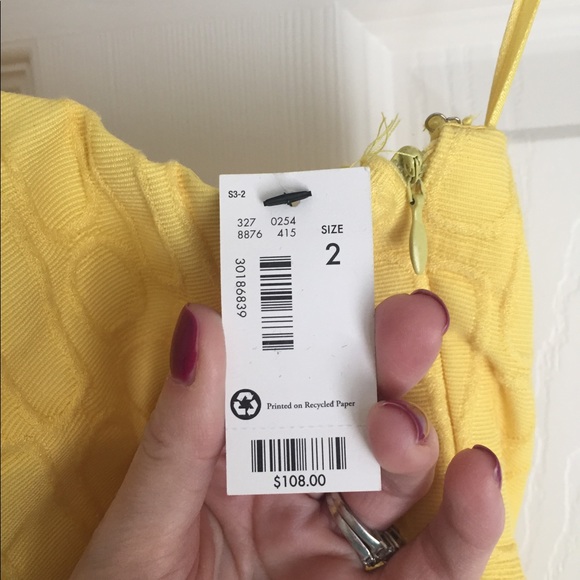 S3-2
327 0254
8876 415
SIZE
2
30186839
Printed on Recycled Paper
$108.00